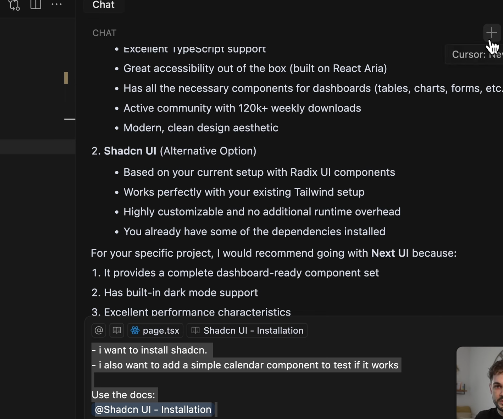 Chat
CHAT
• Excellent TypeScript support
Cursor: Ne
• Great accessibility out of the box (built on React Aria)
• Has all the necessary components for dashboards (tables, charts, forms, etc.
• Active community with 120k+ weekly downloads
• Modern, clean design aesthetic
2. Shadcn UI (Alternative Option)
• Based on your current setup with Radix UI components
• Works perfectly with your existing Tailwind setup
• Highly customizable and no additional runtime overhead
• You already have some of the dependencies installed
For your specific project, I would recommend going with Next UI because:
1. It provides a complete dashboard-ready component set
2. Has built-in dark mode support
3. Excellent performance characteristics
@ page.tsx Shadcn UI - Installation
- i want to install shadcn.
- i also want to add a simple calendar component to test if it works
Use the docs:
@Shadcn UI - Installation